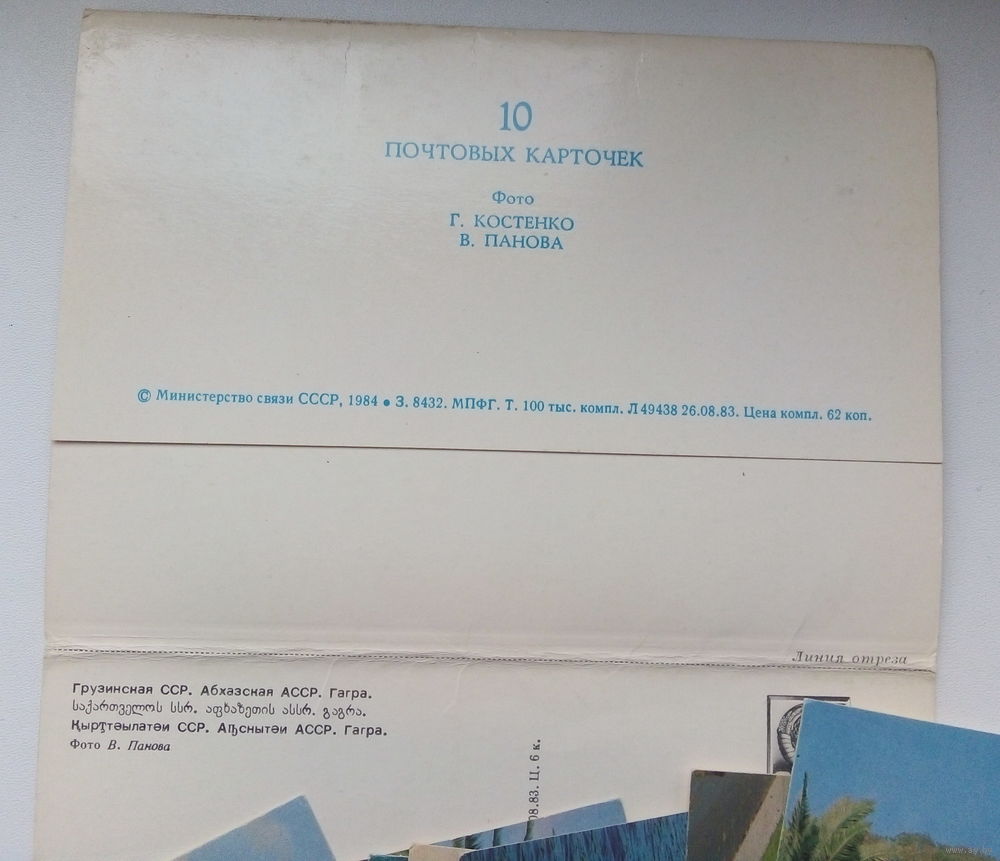 10
ПОЧТОВЫХ КАРТОЧЕК
Фото
Г. КОСТЕНКО
В. ПАНОВА
© Министерство связи СССР, 1984 ● З. 8432. МПФГ. Т. 100 тыс. компл. Л 49438 26.08.83. Цена компл. 62 коп.
Линия отреза
Грузинская ССР. Абхазская АССР. Гагра.
საქართველოს სსრ. აფხაზეთის ასსრ. გაგრა.
Қырҭтәылатәи ССР. Аҧснытәи АССР. Гагра.
Фото В. Панова
08.83. Ц. 6 к.